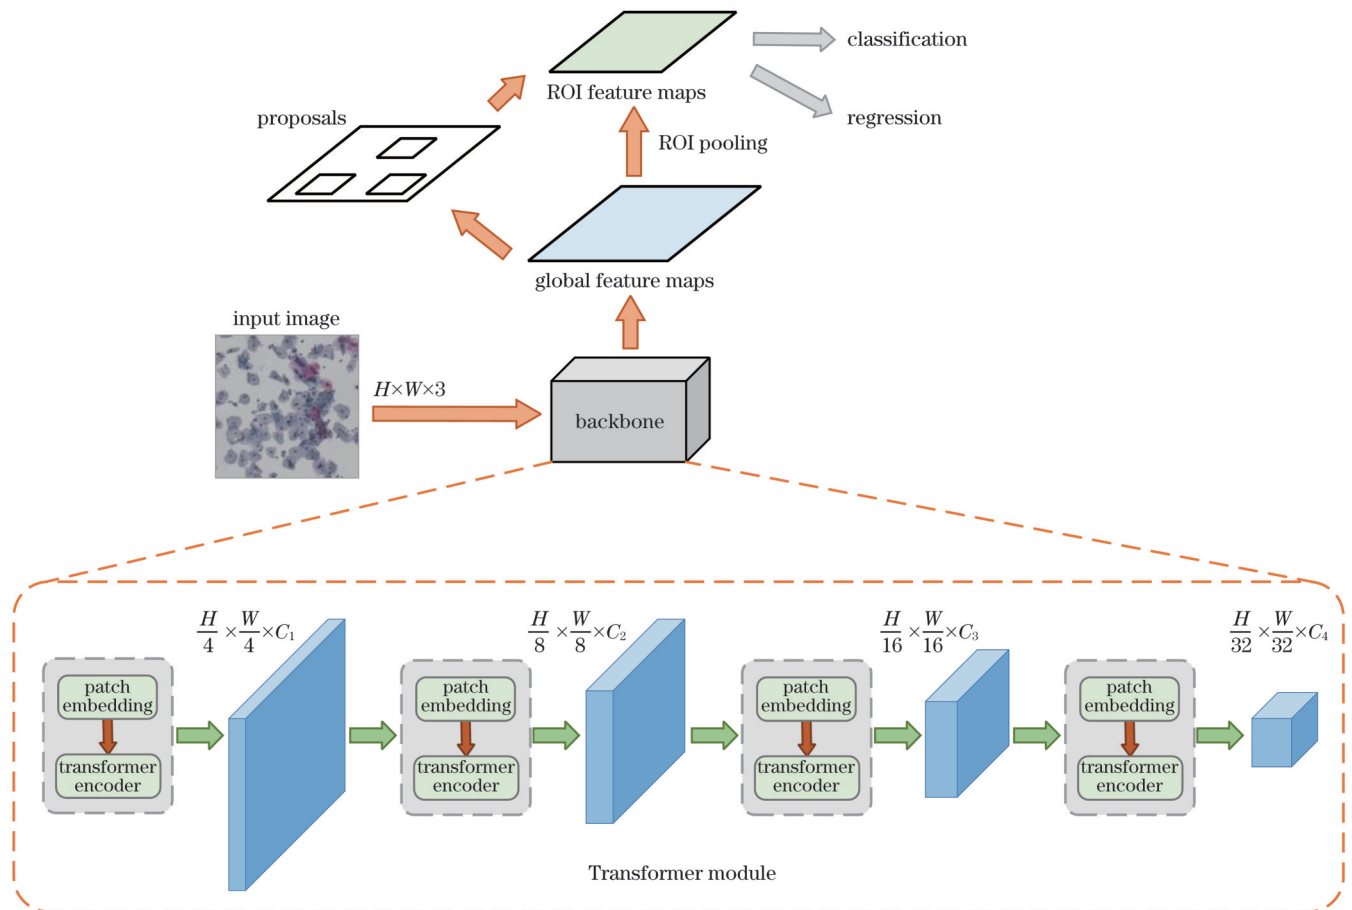 classification
ROI feature maps
proposals
regression
ROI pooling
global feature maps
input image
H×W×3
backbone
H/4 × W/4 × C₁
H/8 × W/8 × C₂
H/16 × W/16 × C₃
H/32 × W/32 × C₄
patch
embedding
transformer
encoder
patch
embedding
transformer
encoder
patch
embedding
transformer
encoder
patch
embedding
transformer
encoder
Transformer module